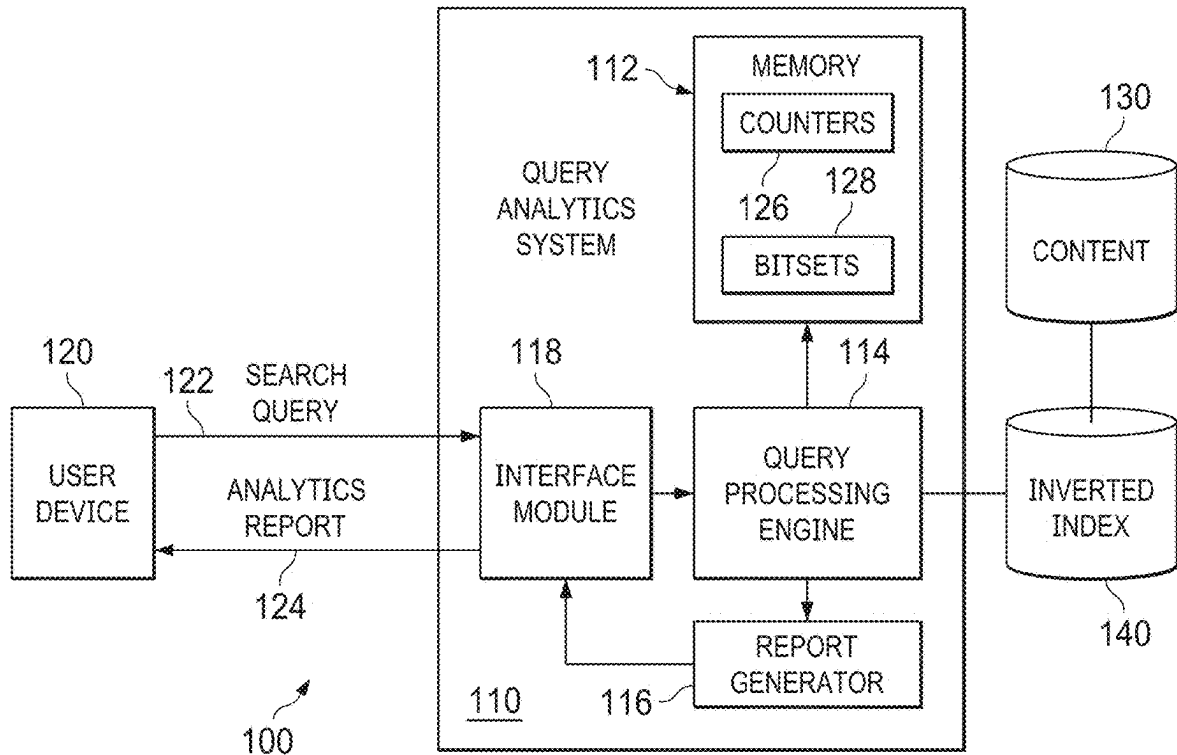 112
MEMORY
COUNTERS
126
128
BITSETS
QUERY
ANALYTICS
SYSTEM
130
CONTENT
120
USER
DEVICE
122
SEARCH
QUERY
ANALYTICS
REPORT
124
118
INTERFACE
MODULE
114
QUERY
PROCESSING
ENGINE
INVERTED
INDEX
140
REPORT
GENERATOR
116
110
100